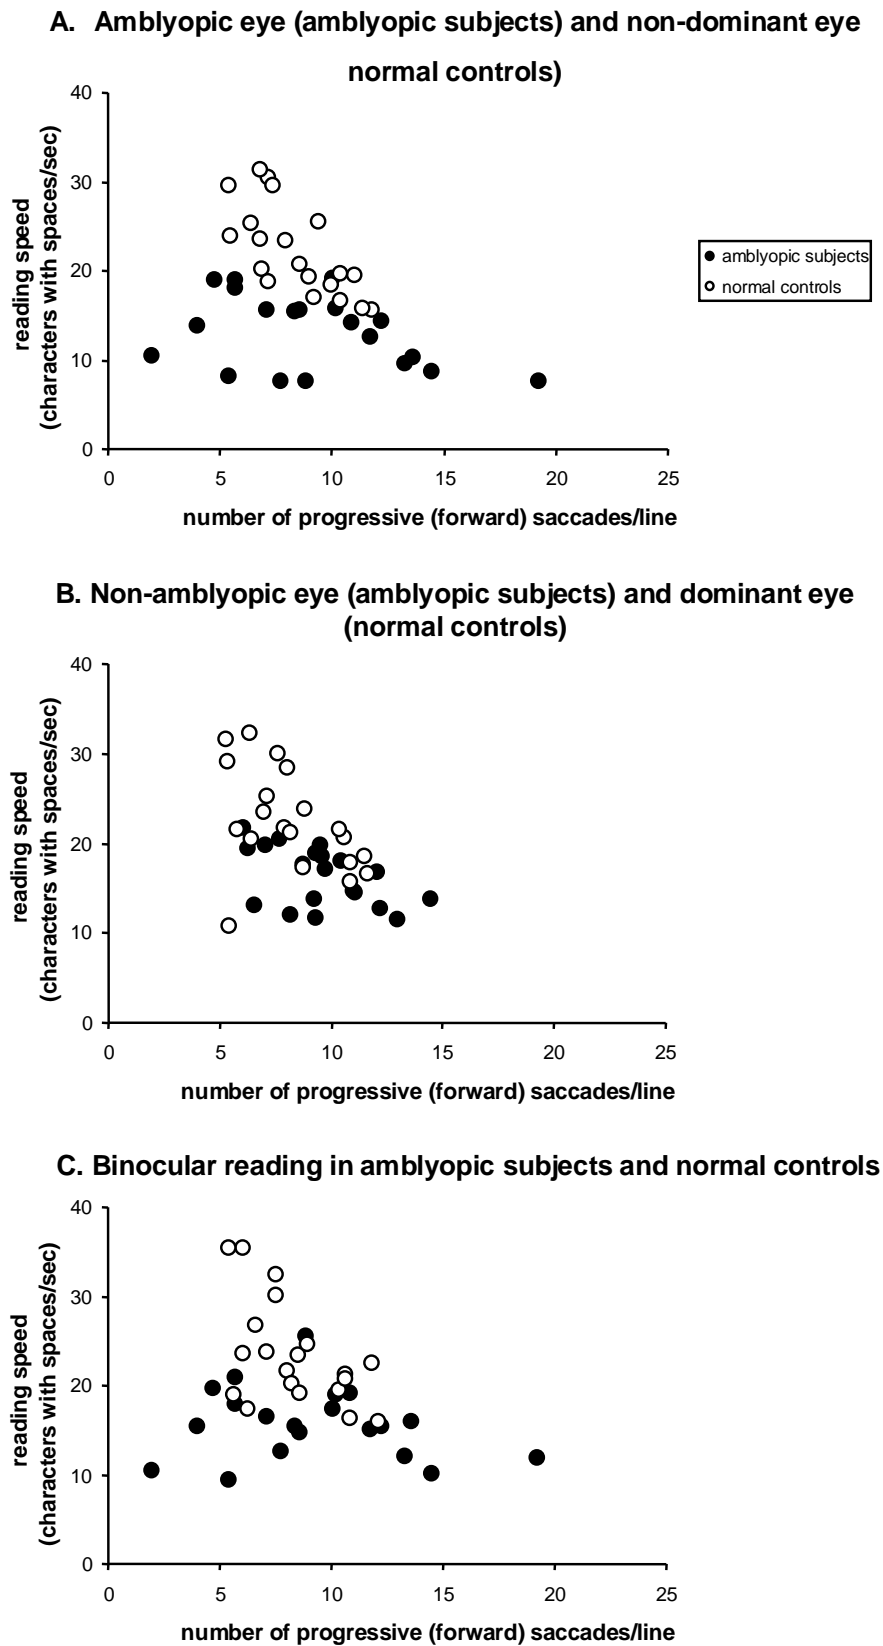 A. Amblyopic eye (amblyopic subjects) and non-dominant eye
normal controls)
40
30
20
10
0
reading speed
(characters with spaces/sec)
0 5 10 15 20 25
number of progressive (forward) saccades/line
amblyopic subjects
normal controls
B. Non-amblyopic eye (amblyopic subjects) and dominant eye
(normal controls)
40
30
20
10
0
reading speed
(characters with spaces/sec)
0 5 10 15 20 25
number of progressive (forward) saccades/line
C. Binocular reading in amblyopic subjects and normal controls
40
30
20
10
0
reading speed
(characters with spaces/sec)
0 5 10 15 20 25
number of progressive (forward) saccades/line